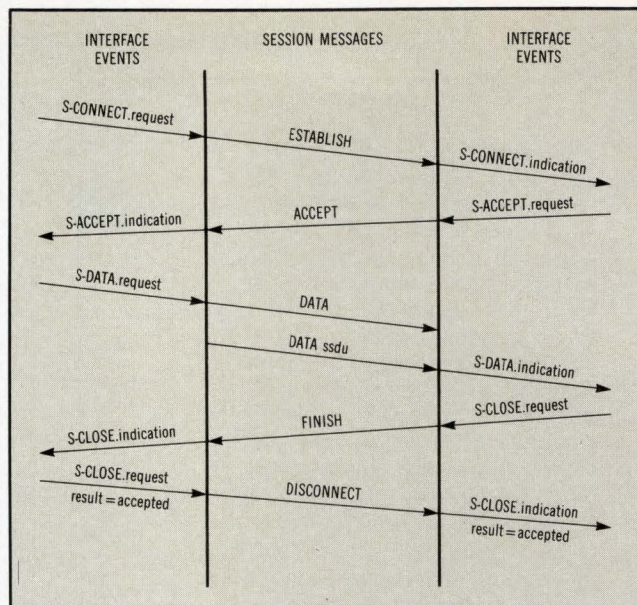 INTERFACE
EVENTS
SESSION MESSAGES
INTERFACE
EVENTS
S-CONNECT.request
ESTABLISH
S-CONNECT.indication
S-ACCEPT.indication
ACCEPT
S-ACCEPT.request
S-DATA.request
DATA
DATA ssdu
S-DATA.indication
S-CLOSE.indication
FINISH
S-CLOSE.request
S-CLOSE.request
result=accepted
DISCONNECT
S-CLOSE.indication
result=accepted